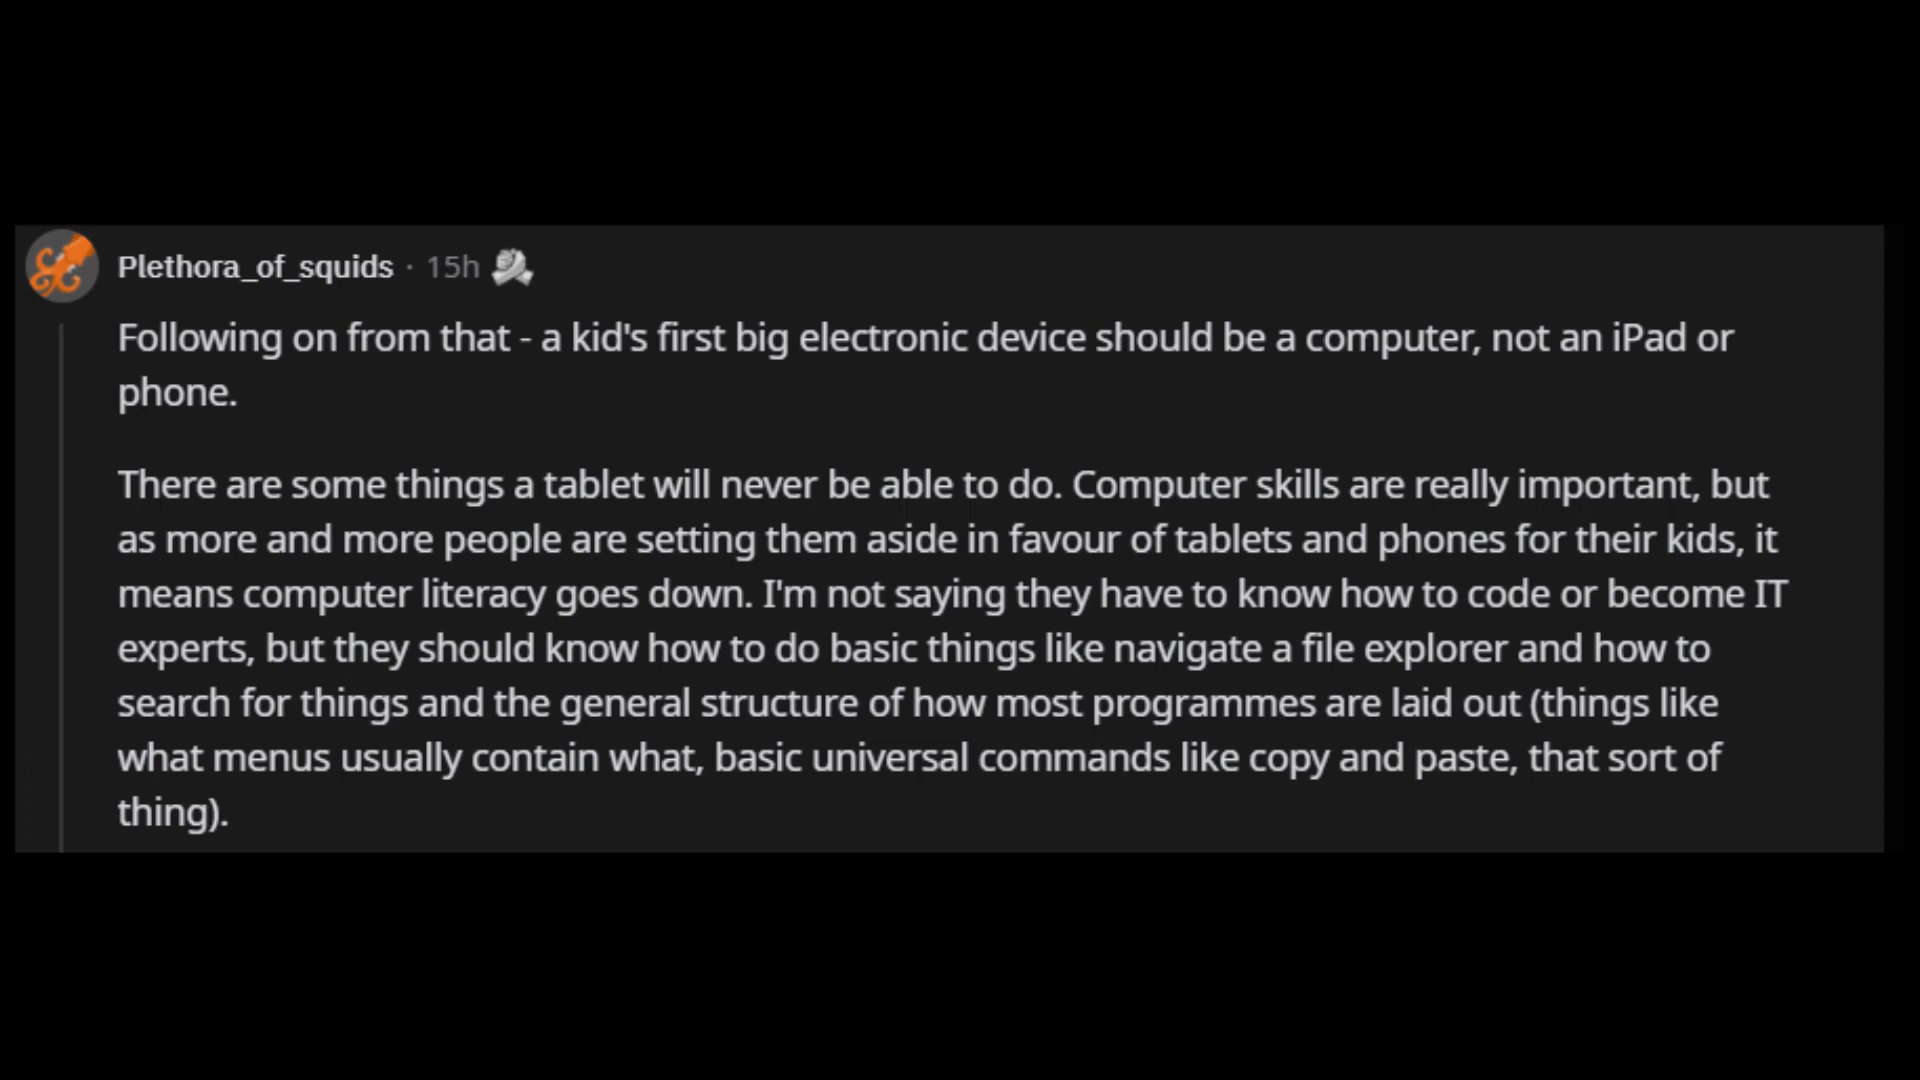 Plethora_of_squids · 15h
Following on from that - a kid's first big electronic device should be a computer, not an iPad or
phone.
There are some things a tablet will never be able to do. Computer skills are really important, but
as more and more people are setting them aside in favour of tablets and phones for their kids, it
means computer literacy goes down. I'm not saying they have to know how to code or become IT
experts, but they should know how to do basic things like navigate a file explorer and how to
search for things and the general structure of how most programmes are laid out (things like
what menus usually contain what, basic universal commands like copy and paste, that sort of
thing).